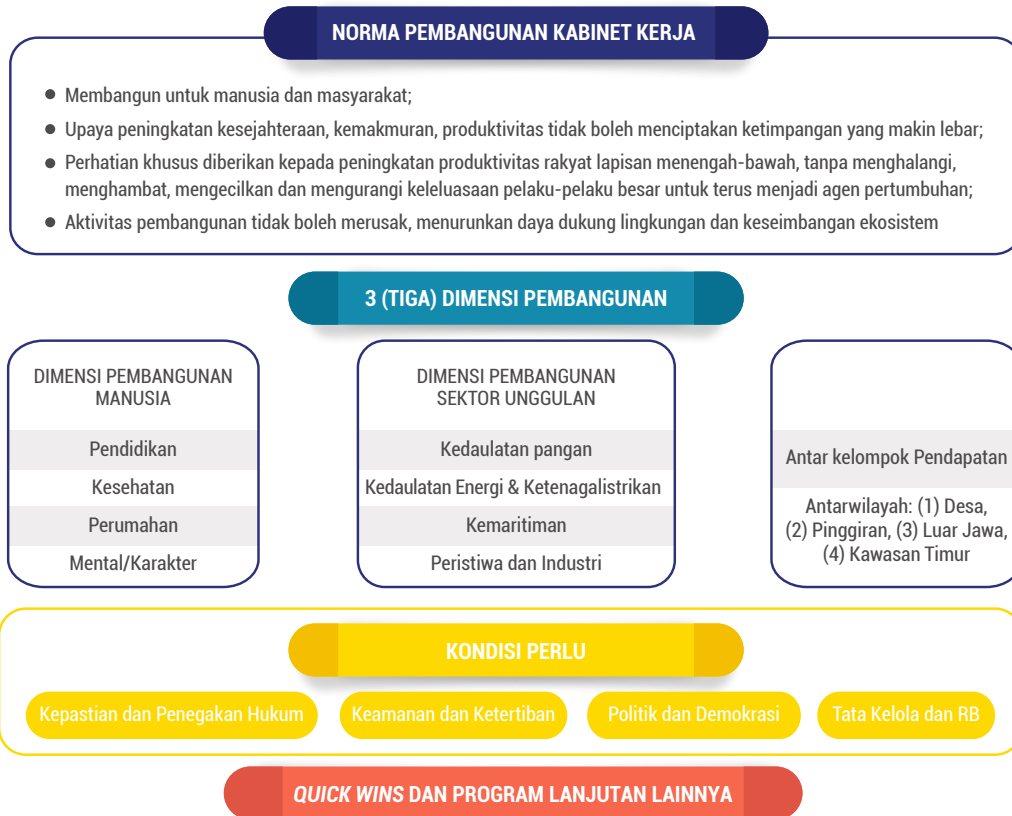 NORMA PEMBANGUNAN KABINET KERJA
● Membangun untuk manusia dan masyarakat;
● Upaya peningkatan kesejahteraan, kemakmuran, produktivitas tidak boleh menciptakan ketimpangan yang makin lebar;
● Perhatian khusus diberikan kepada peningkatan produktivitas rakyat lapisan menengah-bawah, tanpa menghalangi,
menghambat, mengecilkan dan mengurangi keleluasaan pelaku-pelaku besar untuk terus menjadi agen pertumbuhan;
● Aktivitas pembangunan tidak boleh merusak, menurunkan daya dukung lingkungan dan keseimbangan ekosistem
3 (TIGA) DIMENSI PEMBANGUNAN
DIMENSI PEMBANGUNAN
MANUSIA
Pendidikan
Kesehatan
Perumahan
Mental/Karakter
DIMENSI PEMBANGUNAN
SEKTOR UNGGULAN
Kedaulatan pangan
Kedaulatan Energi & Ketenagalistrikan
Kemaritiman
Peristiwa dan Industri
Antar kelompok Pendapatan
Antarwilayah: (1) Desa,
(2) Pinggiran, (3) Luar Jawa,
(4) Kawasan Timur
KONDISI PERLU
Kepastian dan Penegakan Hukum
Keamanan dan Ketertiban
Politik dan Demokrasi
Tata Kelola dan RB
QUICK WINS DAN PROGRAM LANJUTAN LAINNYA